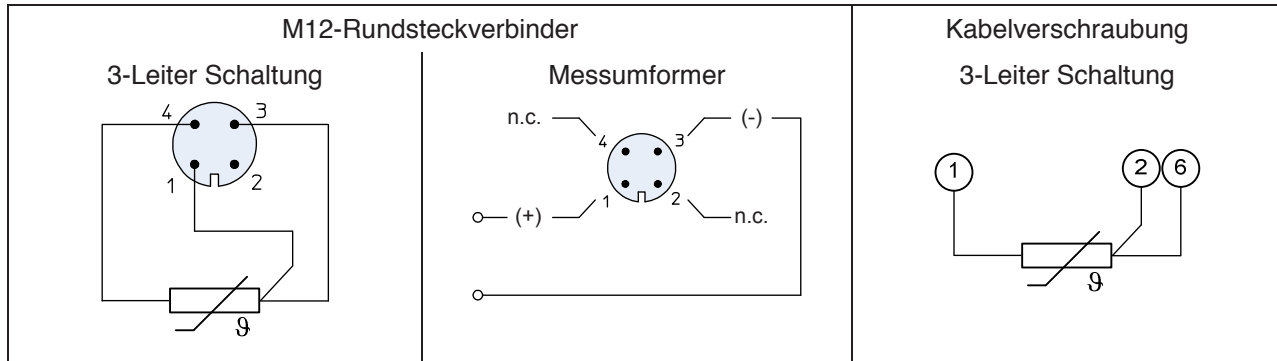 M12-Rundsteckverbinder
3-Leiter Schaltung
4
3
1
2
ϑ
Messumformer
n.c.
4
3
(-)
(+)
1
2
n.c.
Kabelverschraubung
3-Leiter Schaltung
1
2
6
ϑ